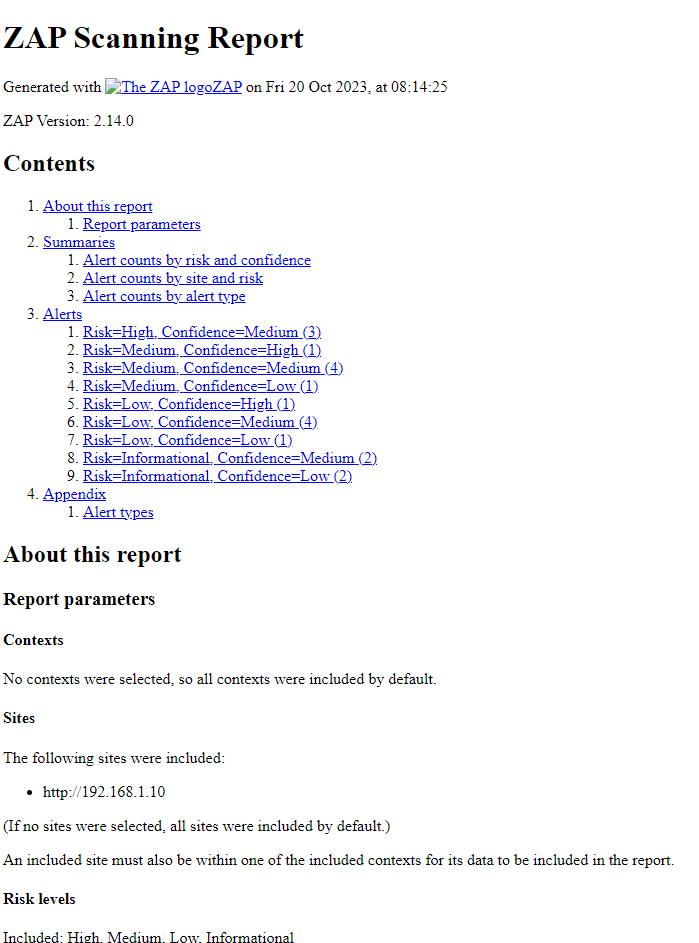 ZAP Scanning Report
Generated with The ZAP logoZAP on Fri 20 Oct 2023, at 08:14:25
ZAP Version: 2.14.0
Contents
1. About this report
1. Report parameters
2. Summaries
1. Alert counts by risk and confidence
2. Alert counts by site and risk
3. Alert counts by alert type
3. Alerts
1. Risk=High, Confidence=Medium (3)
2. Risk=Medium, Confidence=High (1)
3. Risk=Medium, Confidence=Medium (4)
4. Risk=Medium, Confidence=Low (1)
5. Risk=Low, Confidence=High (1)
6. Risk=Low, Confidence=Medium (4)
7. Risk=Low, Confidence=Low (1)
8. Risk=Informational, Confidence=Medium (2)
9. Risk=Informational, Confidence=Low (2)
4. Appendix
1. Alert types
About this report
Report parameters
Contexts
No contexts were selected, so all contexts were included by default.
Sites
The following sites were included:
• http://192.168.1.10
(If no sites were selected, all sites were included by default.)
An included site must also be within one of the included contexts for its data to be included in the report.
Risk levels
Included: High, Medium, Low, Informational